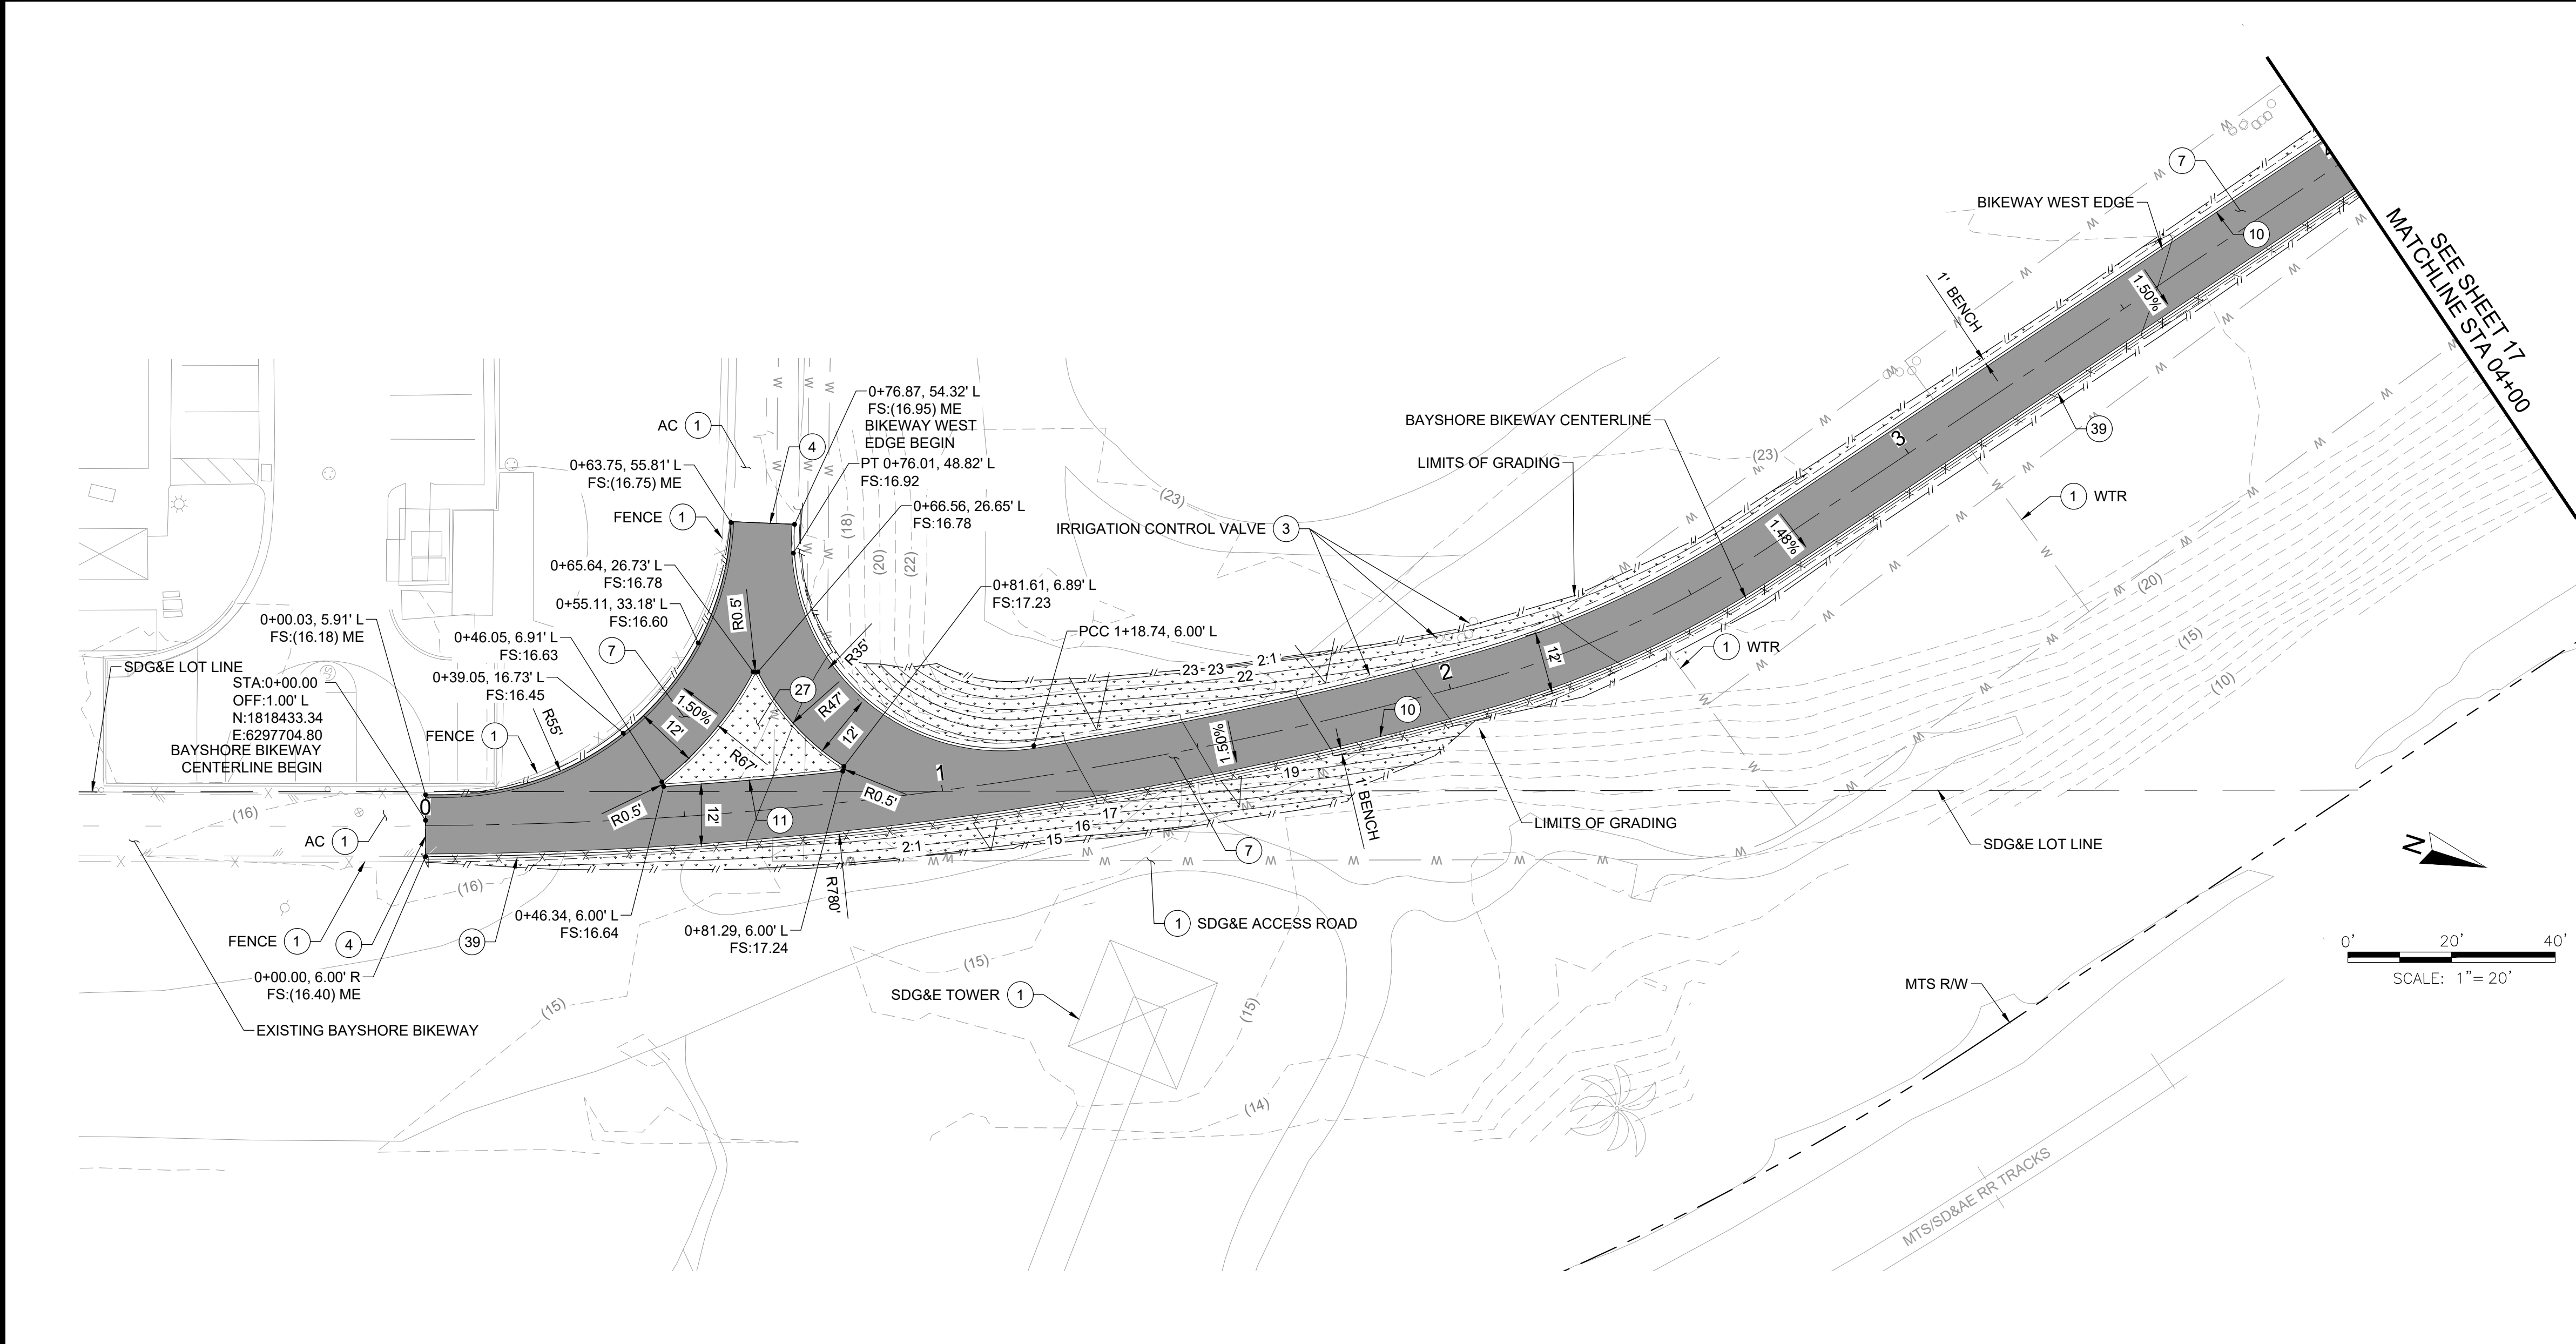 SEE SHEET 17
MATCHLINE STA 04+00
7
BIKEWAY WEST EDGE
10
1.50%
1' BENCH
3
39
BAYSHORE BIKEWAY CENTERLINE
LIMITS OF GRADING
(23)
1 WTR
1.48%
(20)
(15)
(10)
1 WTR
0+76.87, 54.32' L
FS:(16.95) ME
BIKEWAY WEST
EDGE BEGIN
AC 1
4
0+63.75, 55.81' L
FS:(16.75) ME
PT 0+76.01, 48.82' L
FS:16.92
FENCE 1
0+66.56, 26.65' L
FS:16.78
(18)
(20)
(22)
(23)
IRRIGATION CONTROL VALVE 3
0+65.64, 26.73' L
FS:16.78
0+55.11, 33.18' L
FS:16.60
R0.5'
0+81.61, 6.89' L
FS:17.23
0+00.03, 5.91' L
FS:(16.18) ME
0+46.05, 6.91' L
FS:16.63
7
PCC 1+18.74, 6.00' L
R35'
SDG&E LOT LINE
STA:0+00.00
OFF:1.00' L
N:1818433.34
E:6297704.80
BAYSHORE BIKEWAY
CENTERLINE BEGIN
0+39.05, 16.73' L
FS:16.45
R55'
FENCE 1
1.50%
12'
27
R47'
12'
R67'
23 23 2:1
22
2
12'
10
1.50%
19
1' BENCH
LIMITS OF GRADING
0
1
R0.5'
R0.5'
12'
11
17
16
15
2:1
7
(16)
AC 1
(16)
R780'
SDG&E LOT LINE
N
FENCE 1
4
39
0+46.34, 6.00' L
FS:16.64
0+81.29, 6.00' L
FS:17.24
1 SDG&E ACCESS ROAD
0+00.00, 6.00' R
FS:(16.40) ME
EXISTING BAYSHORE BIKEWAY
(15)
(15)
SDG&E TOWER 1
(15)
(14)
MTS R/W
0' 20' 40'
SCALE: 1"= 20'
MTS/SD&AE RR TRACKS